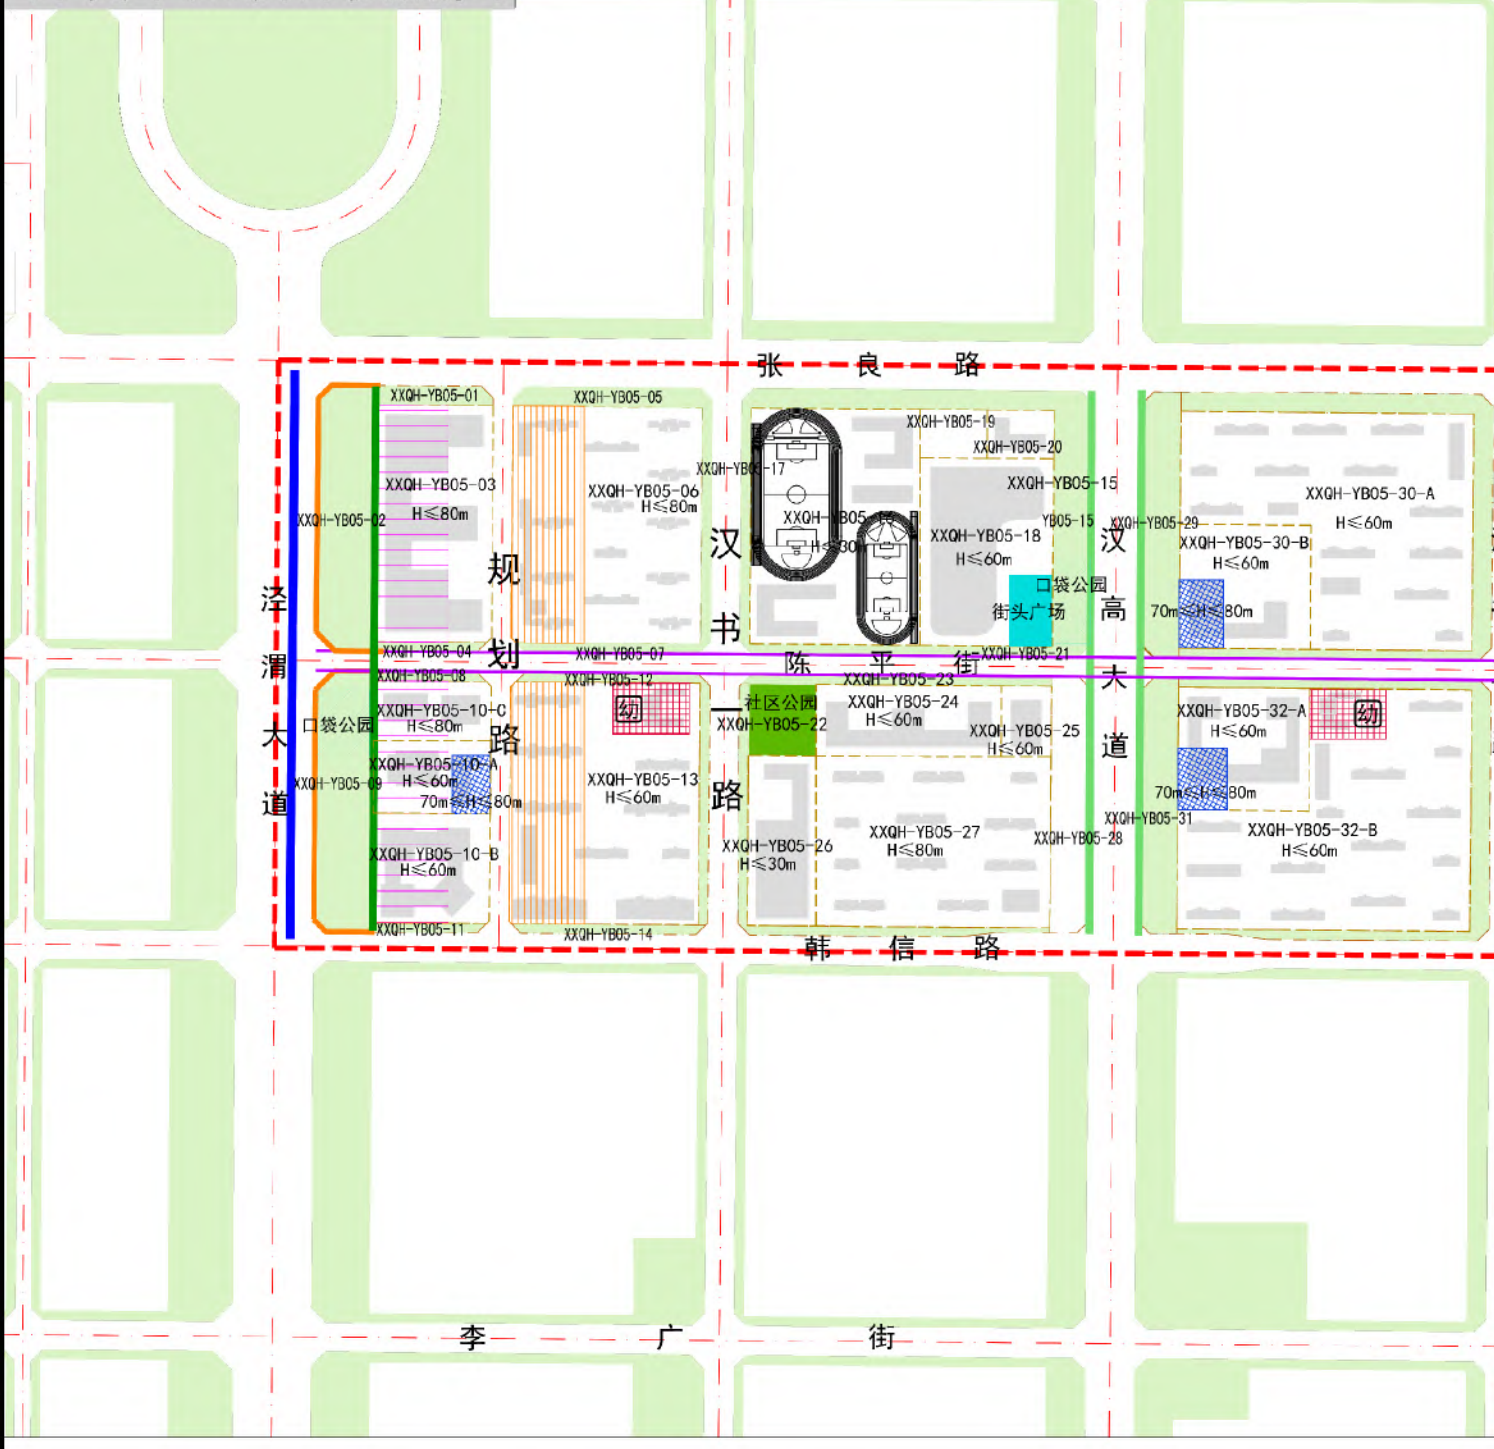 张良路
XXQH-YB05-01
XXQH-YB05-05
XXQH-YB05-19
XXQH-YB05-20
XXQH-YB05-17
XXQH-YB05-03
H≤80m
XXQH-YB05-06
H≤80m
XXQH-YB05-15
YB05-15
XXQH-YB05-02
H≤30m
XXQH-YB05-18
H≤60m
XXQH-YB05-29
XXQH-YB05-30-A
H≤60m
XXQH-YB05-30-B
H≤60m
口袋公园
街头广场
70m≤H≤80m
泾渭大道
规划路
汉书一路
汉高大道
XXQH-YB05-04
XXQH-YB05-07
陈平街
XXQH-YB05-21
XXQH-YB05-08
XXQH-YB05-12
XXQH-YB05-23
幼
社区公园
XXQH-YB05-22
XXQH-YB05-24
H≤60m
XXQH-YB05-25
H≤60m
口袋公园
XXQH-YB05-10-C
H≤80m
XXQH-YB05-32-A
H≤60m
幼
XXQH-YB05-09
XXQH-YB05-10-A
H≤60m
70m≤H≤80m
XXQH-YB05-13
H≤60m
70m≤H≤80m
XXQH-YB05-31
XXQH-YB05-32-B
H≤60m
XXQH-YB05-10-B
H≤60m
XXQH-YB05-26
H≤30m
XXQH-YB05-27
H≤80m
XXQH-YB05-28
XXQH-YB05-11
XXQH-YB05-14
韩信路
李广街